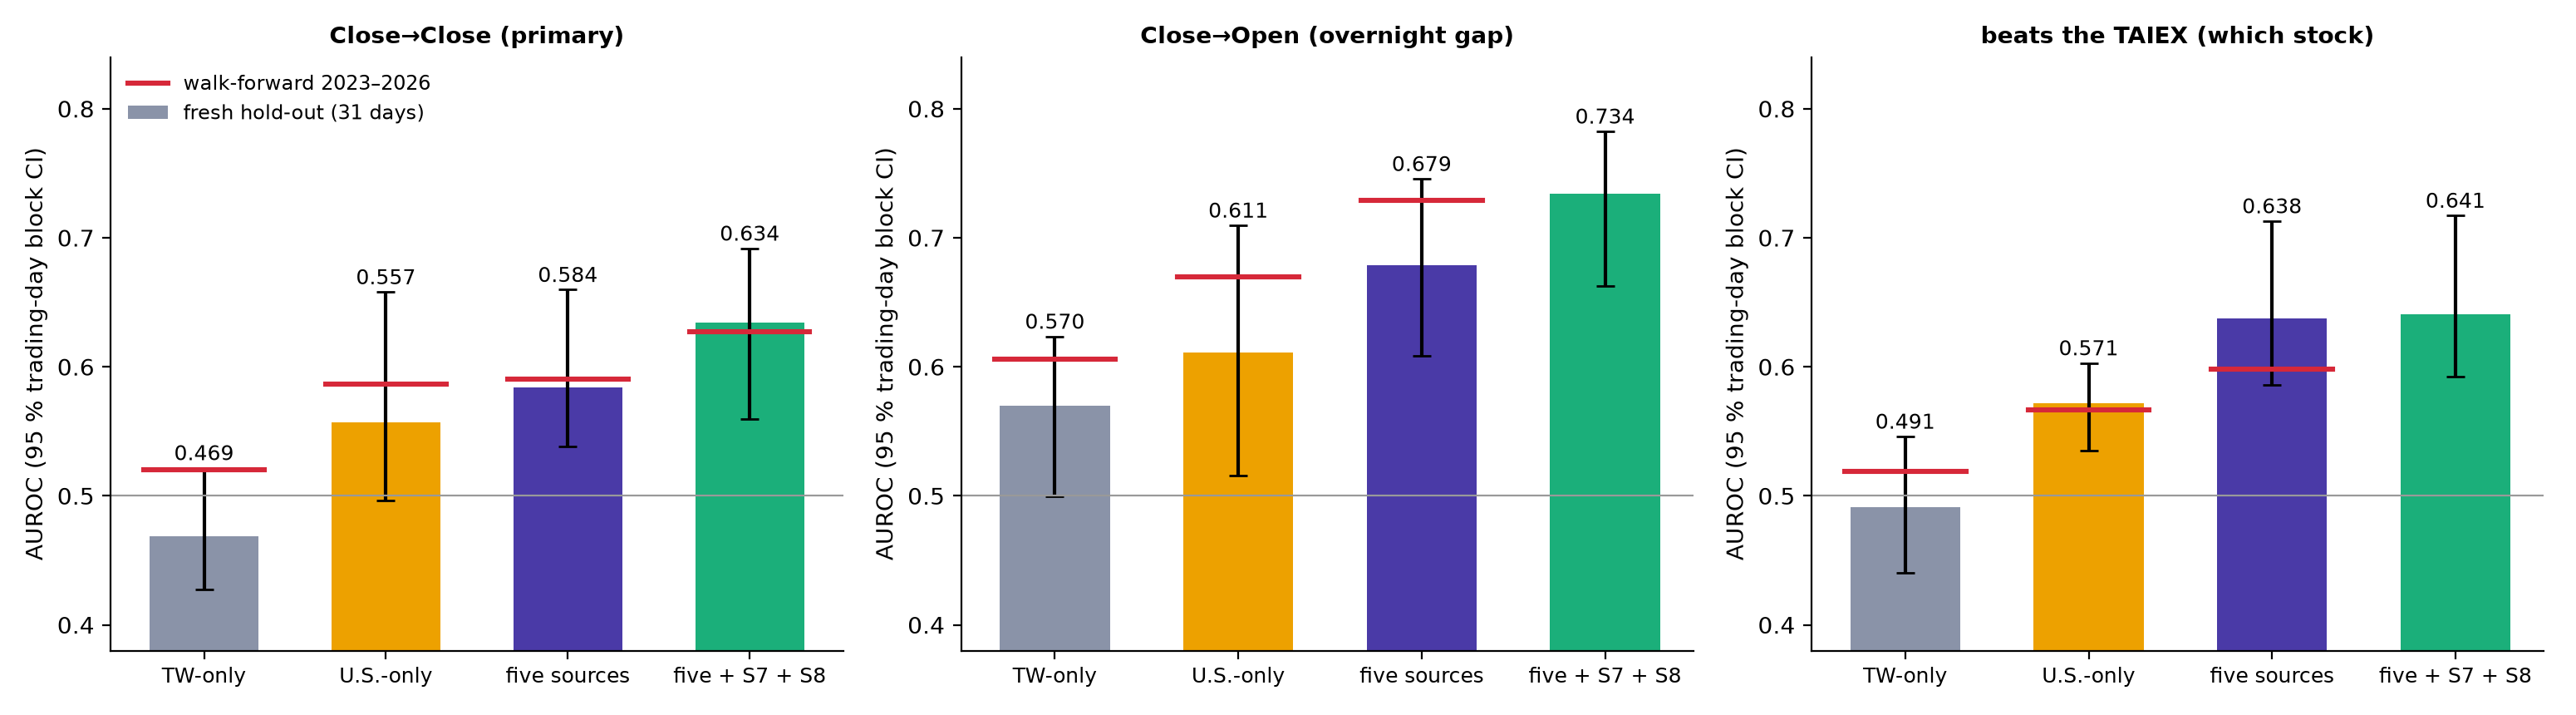 Close→Close (primary)
walk-forward 2023–2026
fresh hold-out (31 days)
AUROC (95 % trading-day block CI)
0.8
0.7
0.6
0.5
0.4
0.469
0.557
0.584
0.634
TW-only
U.S.-only
five sources
five + S7 + S8
Close→Open (overnight gap)
AUROC (95 % trading-day block CI)
0.8
0.7
0.6
0.5
0.4
0.570
0.611
0.679
0.734
TW-only
U.S.-only
five sources
five + S7 + S8
beats the TAIEX (which stock)
AUROC (95 % trading-day block CI)
0.8
0.7
0.6
0.5
0.4
0.491
0.571
0.638
0.641
TW-only
U.S.-only
five sources
five + S7 + S8